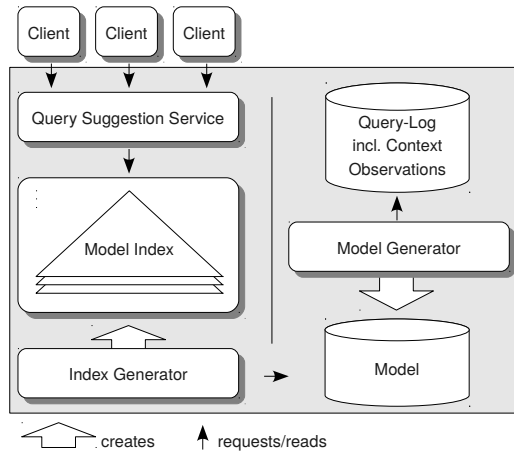 Client
Client
Client
Query Suggestion Service
Query-Log
incl. Context
Observations
Model Index
Model Generator
Index Generator
Model
creates
requests/reads